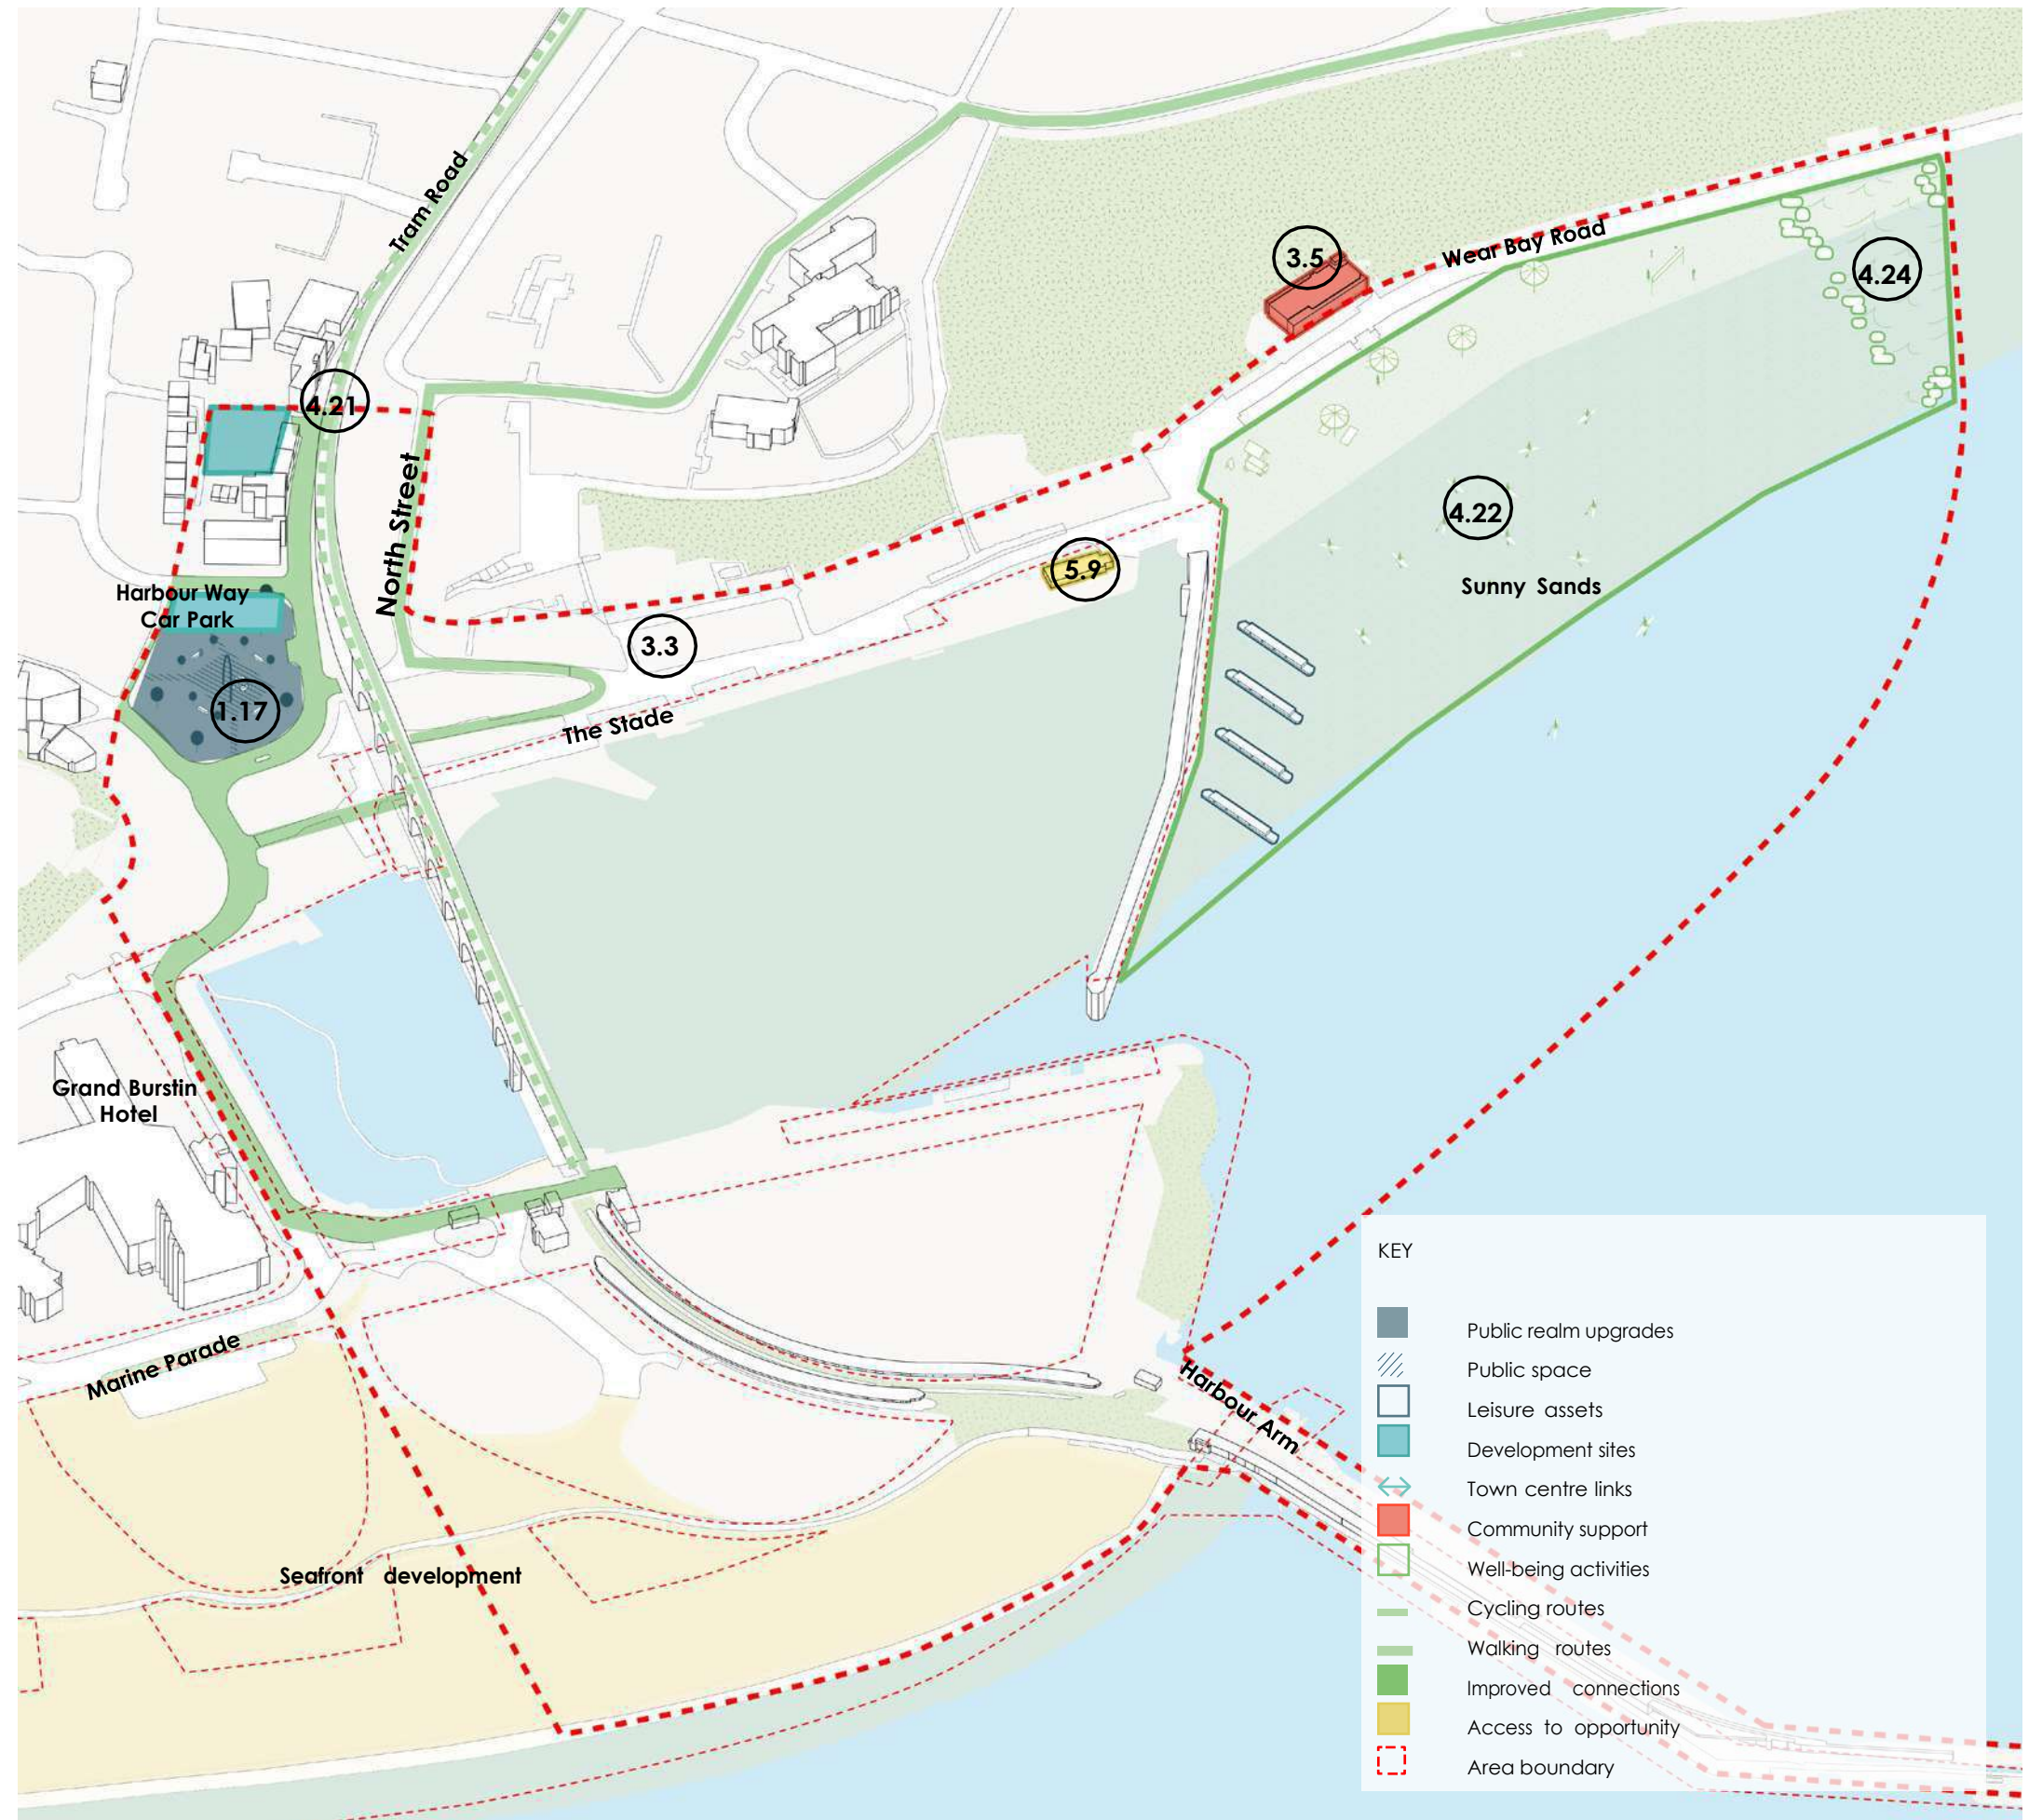 Tram Road
3.5
Wear Bay Road
4.24
4.21
North Street
4.22
5.9
Sunny Sands
Harbour Way
Car Park
3.3
1.17
The Stade
Grand Burstin
Hotel
Marine Parade
Harbour Arm
Seafront development
KEY
Public realm upgrades
Public space
Leisure assets
Development sites
Town centre links
Community support
Well-being activities
Cycling routes
Walking routes
Improved connections
Access to opportunity
Area boundary